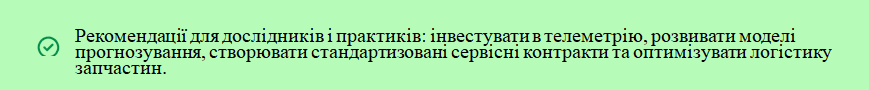 Рекомендації для дослідників і практиків: інвестувати в телеметрію, розвивати моделі
прогнозування, створювати стандартизовані сервісні контракти та оптимізувати логістику
запчастин.